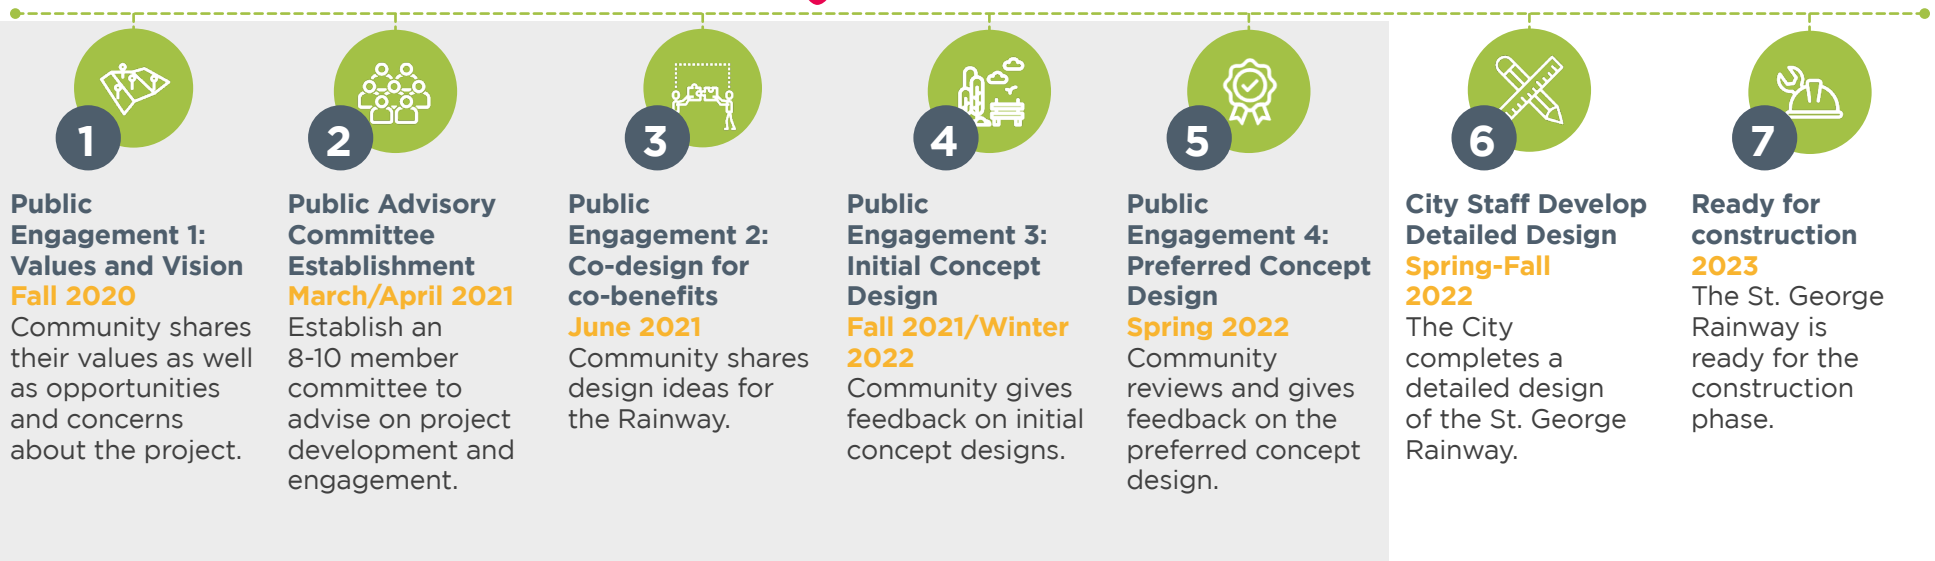 1
Public
Engagement 1:
Values and Vision
Fall 2020
Community shares
their values as well
as opportunities
and concerns
about the project.
2
Public Advisory
Committee
Establishment
March/April 2021
Establish an
8-10 member
committee to
advise on project
development and
engagement.
3
Public
Engagement 2:
Co-design for
co-benefits
June 2021
Community shares
design ideas for
the Rainway.
4
Public
Engagement 3:
Initial Concept
Design
Fall 2021/Winter
2022
Community gives
feedback on initial
concept designs.
5
Public
Engagement 4:
Preferred Concept
Design
Spring 2022
Community
reviews and gives
feedback on the
preferred concept
design.
6
City Staff Develop
Detailed Design
Spring-Fall
2022
The City
completes a
detailed design
of the St. George
Rainway.
7
Ready for
construction
2023
The St. George
Rainway is
ready for the
construction
phase.